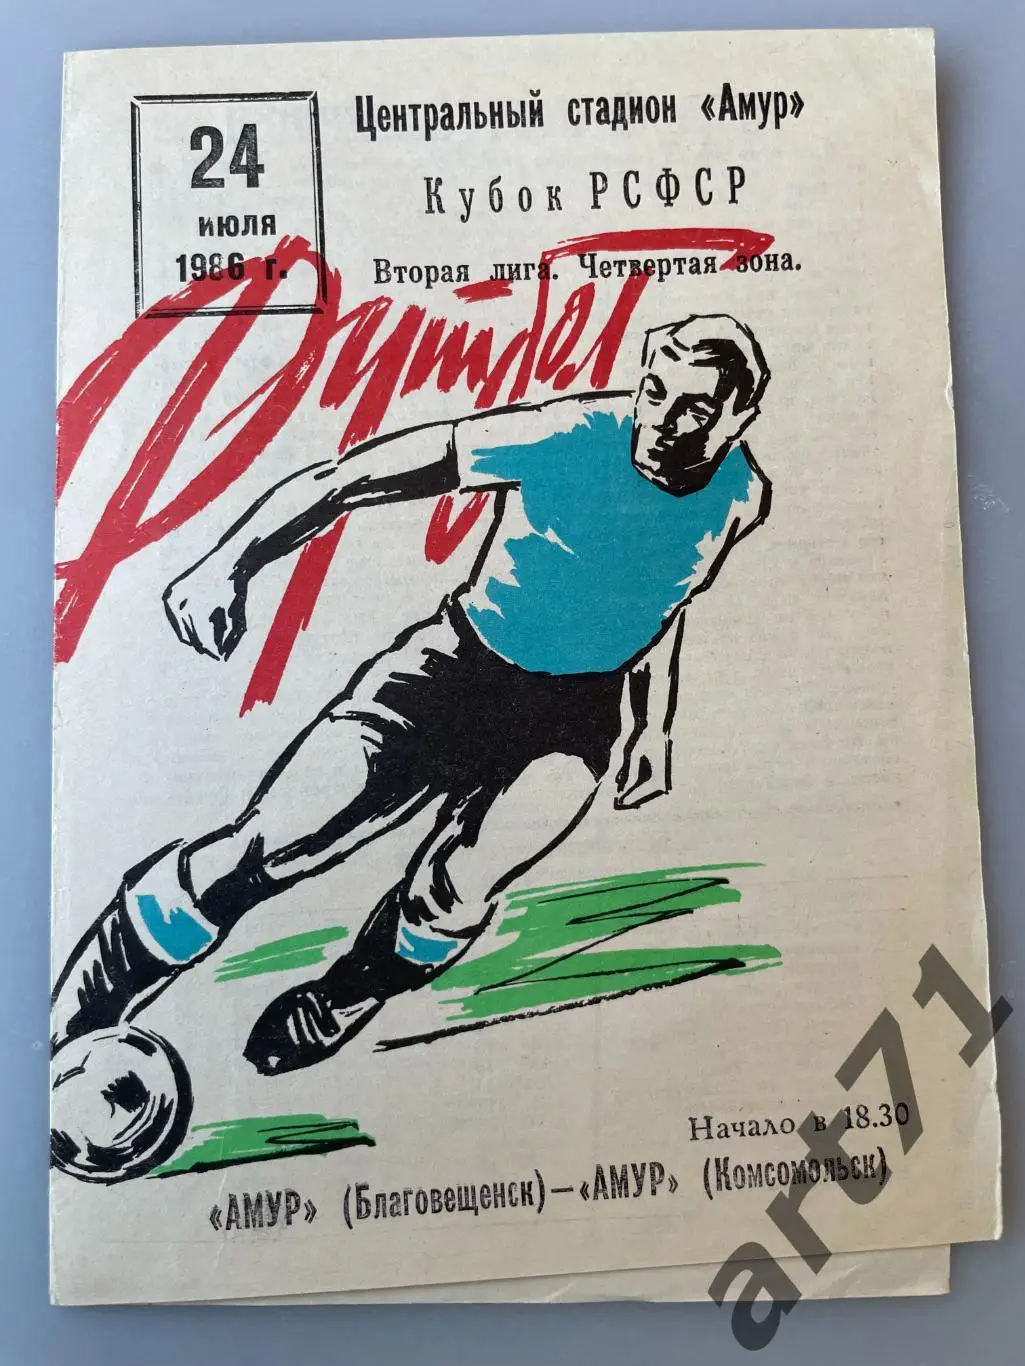 24
июля
1986 г.
Центральный стадион «Амур»
Кубок РСФСР
Вторая лига. Четвертая зона.
Футбол
Начало в 18.30
«АМУР» (Благовещенск)—«АМУР» (Комсомольск)
art71